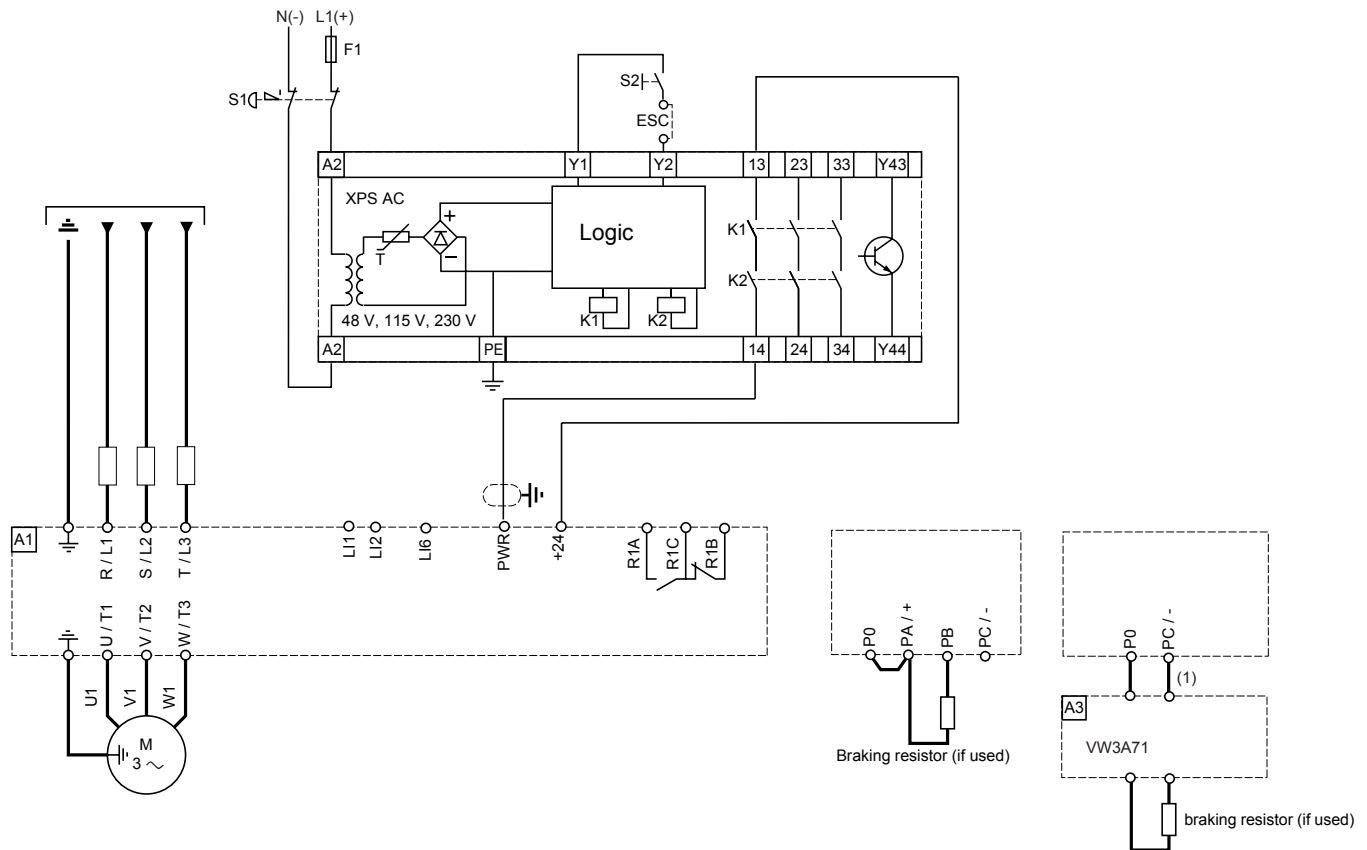 N(-) L1(+)
F1
S1
S2
ESC
A2 Y1 Y2 13 23 33 Y43
XPS AC
+
Logic
K1
T
−
K2
48 V, 115 V, 230 V
K1 K2
A2 PE 14 24 34 Y44
A1
R / L1
S / L2
T / L3
LI1
LI2
LI6
PWR
+24
R1A
R1C
R1B
U / T1
V / T2
W / T3
U1
V1
W1
M
3 ~
P0
PA / +
PB
PC / -
Braking resistor (if used)
P0
PC / -
(1)
A3
VW3A71
braking resistor (if used)